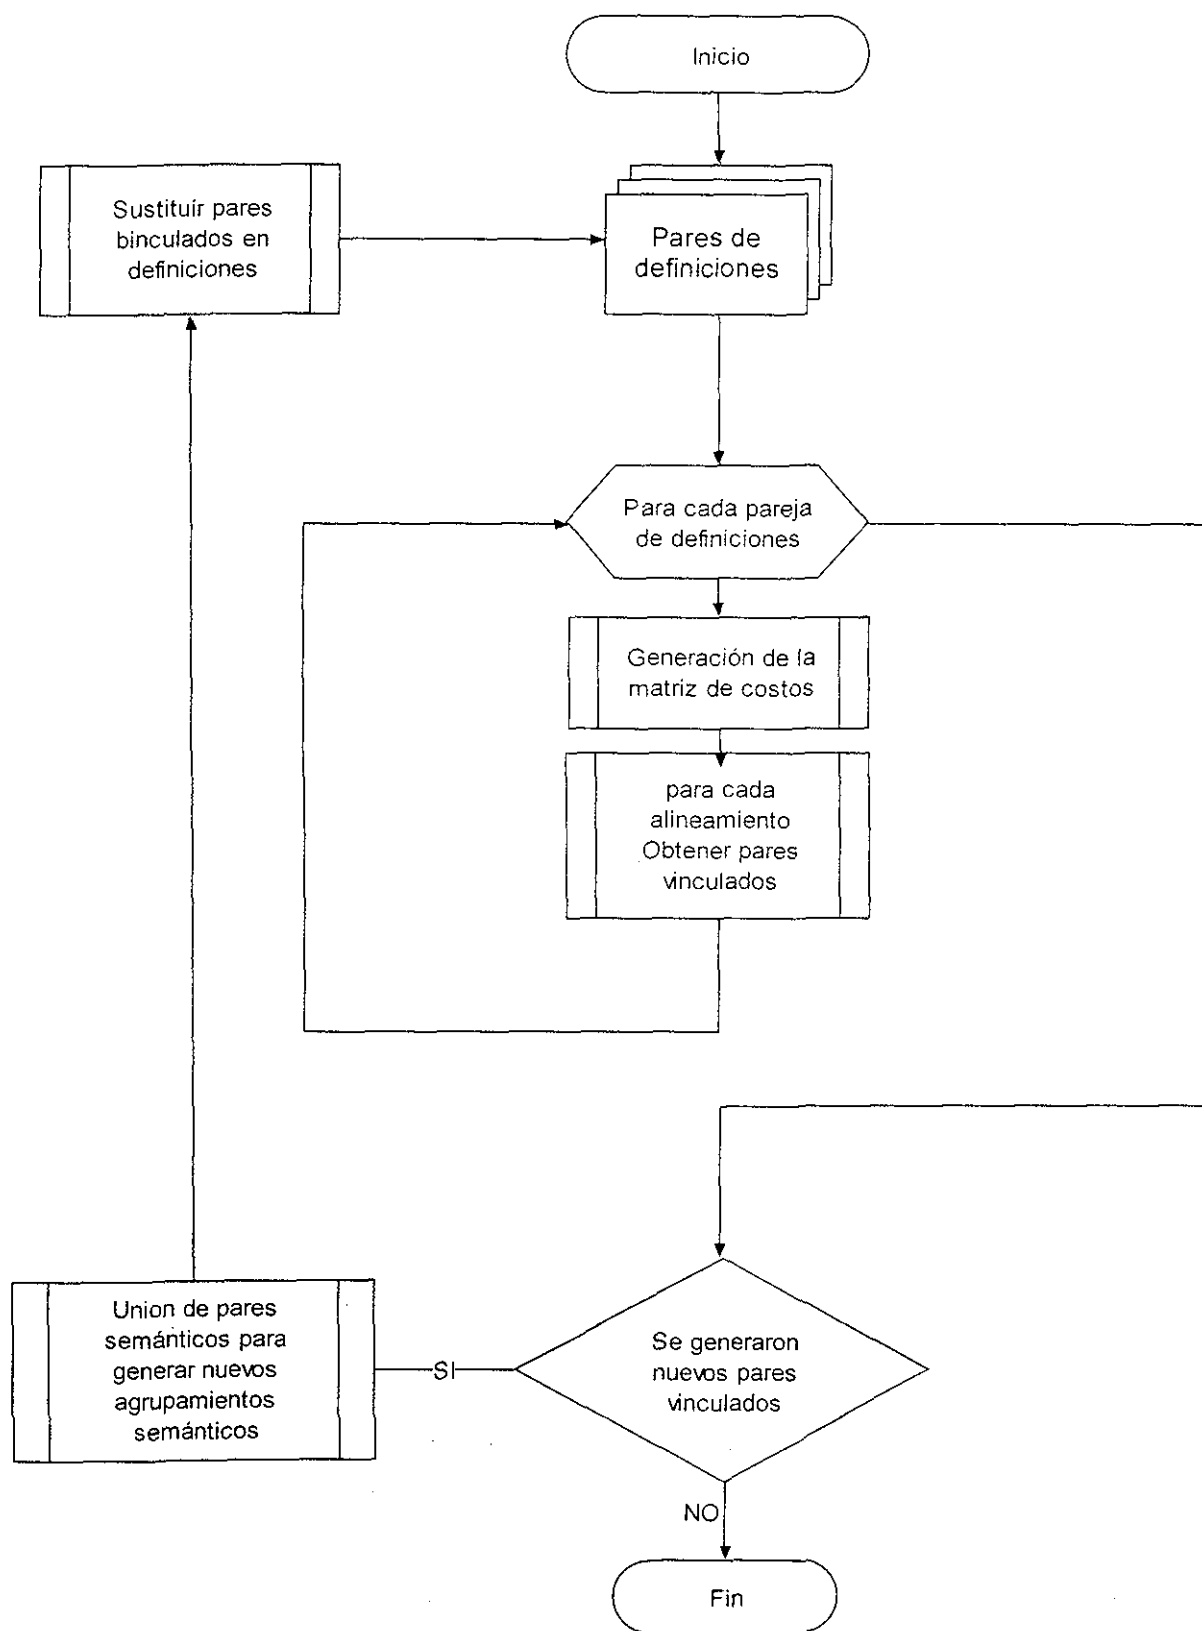 Inicio
Sustituír pares
binculados en
definiciones
Pares de
definiciones
Para cada pareja
de definiciones
Generación de la
matriz de costos
para cada
alineamiento
Obtener pares
vinculados
Union de pares
semánticos para
generar nuevos
agrupamientos
semánticos
SI
Se generaron
nuevos pares
vinculados
NO
Fin